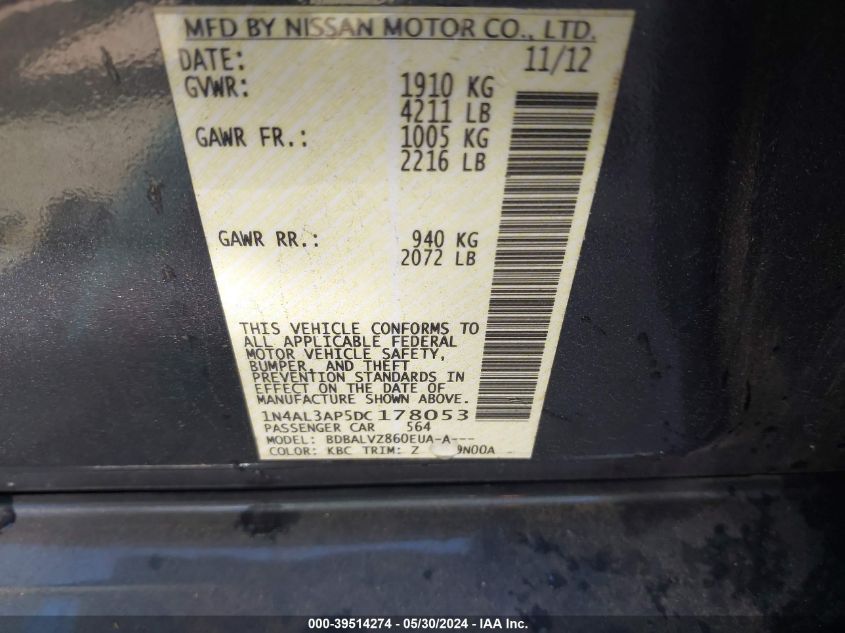 MFD BY NISSAN MOTOR CO., LTD.
DATE: 11/12
GVWR: 1910 KG
4211 LB
GAWR FR.: 1005 KG
2216 LB
GAWR RR.: 940 KG
2072 LB
THIS VEHICLE CONFORMS TO
ALL APPLICABLE FEDERAL
MOTOR VEHICLE SAFETY,
BUMPER, AND THEFT
PREVENTION STANDARDS IN
EFFECT ON THE DATE OF
MANUFACTURE SHOWN ABOVE.
1N4AL3AP5DC178053
PASSENGER CAR 564
MODEL: BDBALVZ860EUA-A---
COLOR: KBC TRIM: Z 9N00A
000-39514274 - 05/30/2024 - IAA Inc.